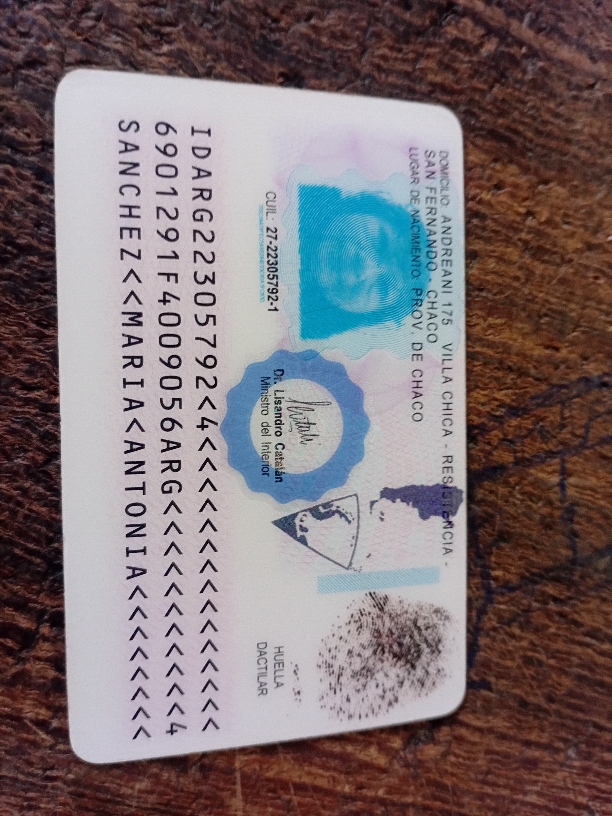 DOMICILIO: ANDREANI 175 VILLA CHICA - RESISTENCIA -
SAN FERNANDO - CHACO
LUGAR DE NACIMIENTO: PROV. DE CHACO
CUIL: 27-22305792-1
Dr. Lisandro Catalán
Ministro del Interior
HUELLA
DACTILAR
IDARG22305792<4<<<<<<<<<<<<<<<
6901291F4009056ARG<<<<<<<<<<<4
SANCHEZ<<MARIA<ANTONIA<<<<<<<<